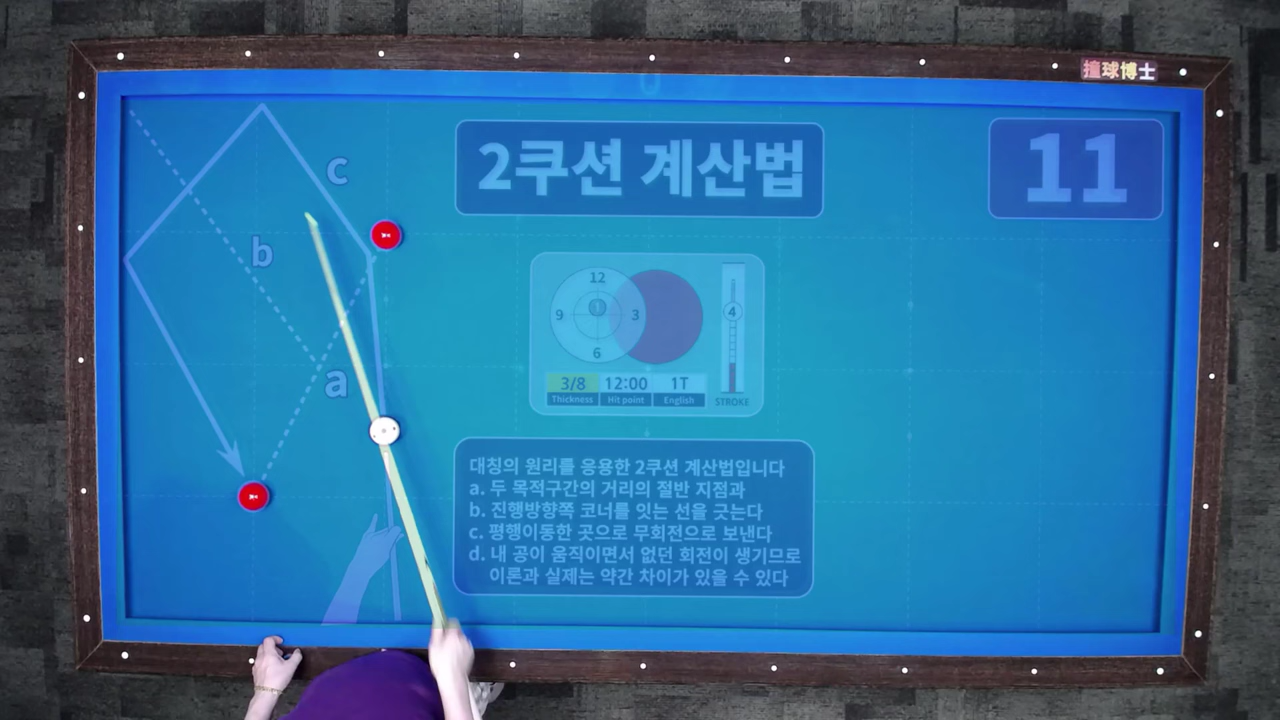 0
撞球博士
2쿠션 계산법
11
c
b
a
12
9
1
3
6
4
3/8
12:00
1T
Thickness
Hit point
English
STROKE
대칭의 원리를 응용한 2쿠션 계산법입니다
a. 두 목적구간의 거리의 절반 지점과
b. 진행방향쪽 코너를 잇는 선을 긋는다
c. 평행이동한 곳으로 무회전으로 보낸다
d. 내 공이 움직이면서 없던 회전이 생기므로
이론과 실제는 약간 차이가 있을 수 있다